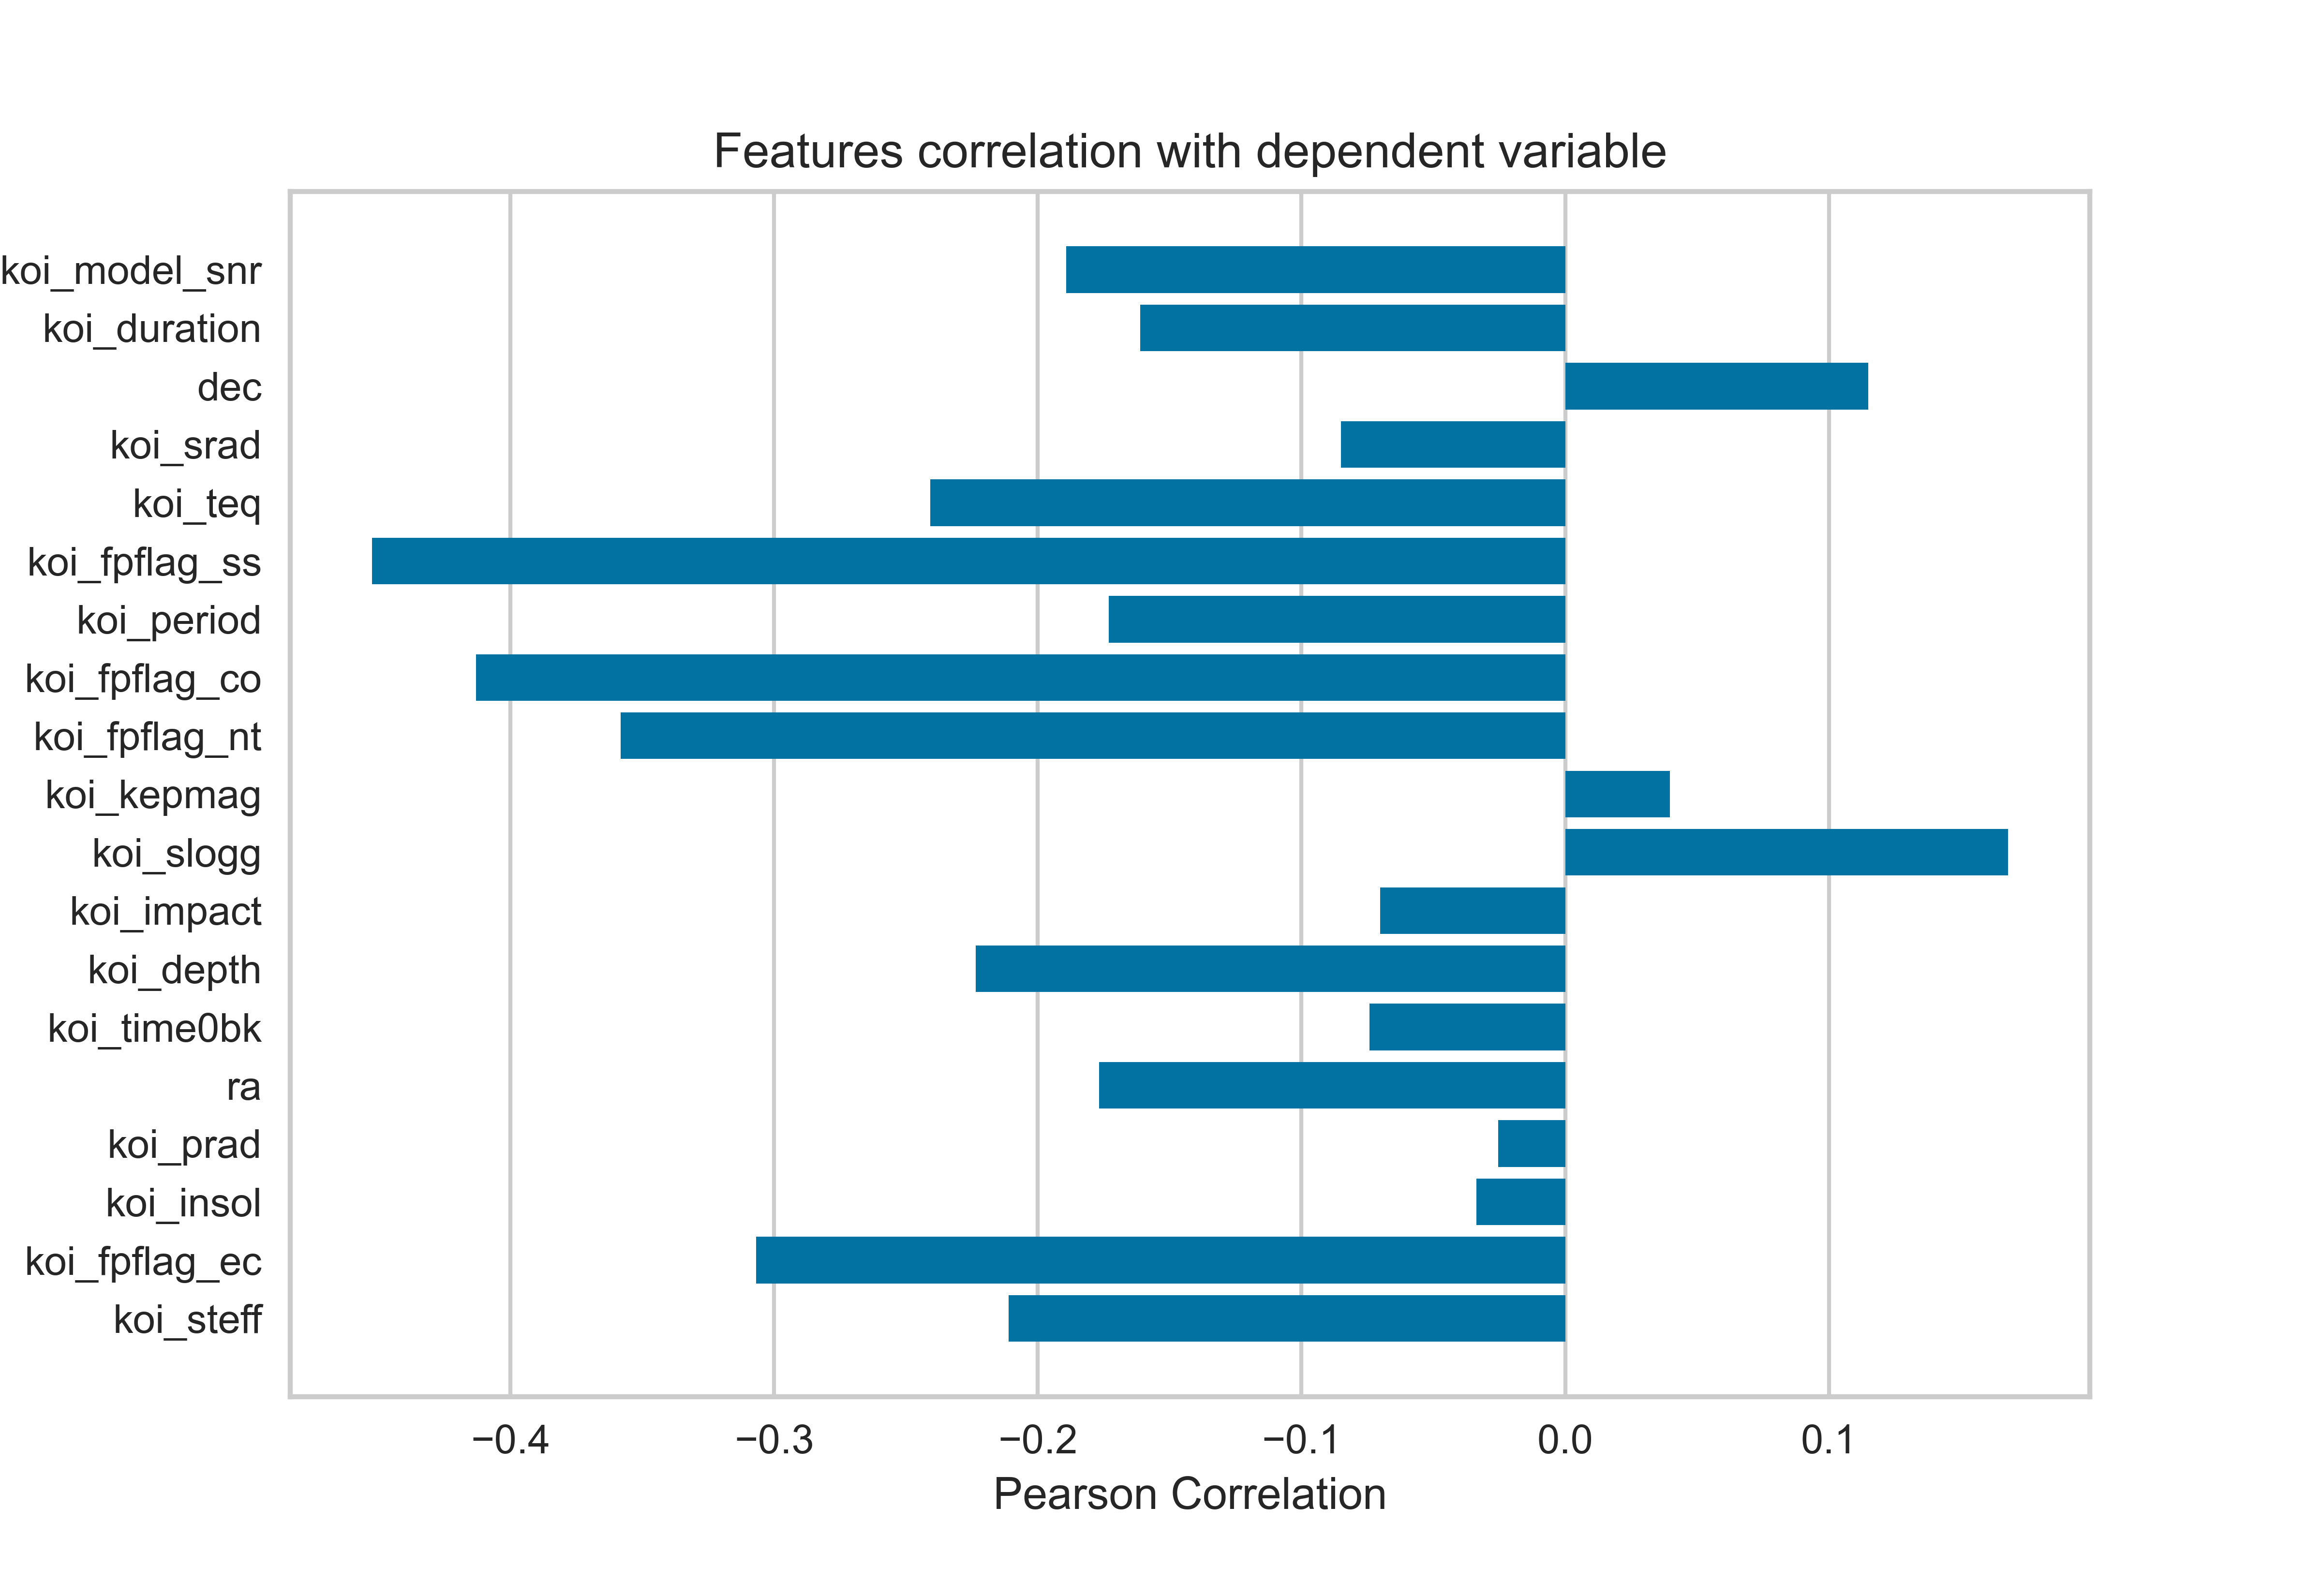 Features correlation with dependent variable
koi_model_snr
koi_duration
dec
koi_srad
koi_teq
koi_fpflag_ss
koi_period
koi_fpflag_co
koi_fpflag_nt
koi_kepmag
koi_slogg
koi_impact
koi_depth
koi_time0bk
ra
koi_prad
koi_insol
koi_fpflag_ec
koi_steff
−0.4 −0.3 −0.2 −0.1 0.0 0.1
Pearson Correlation